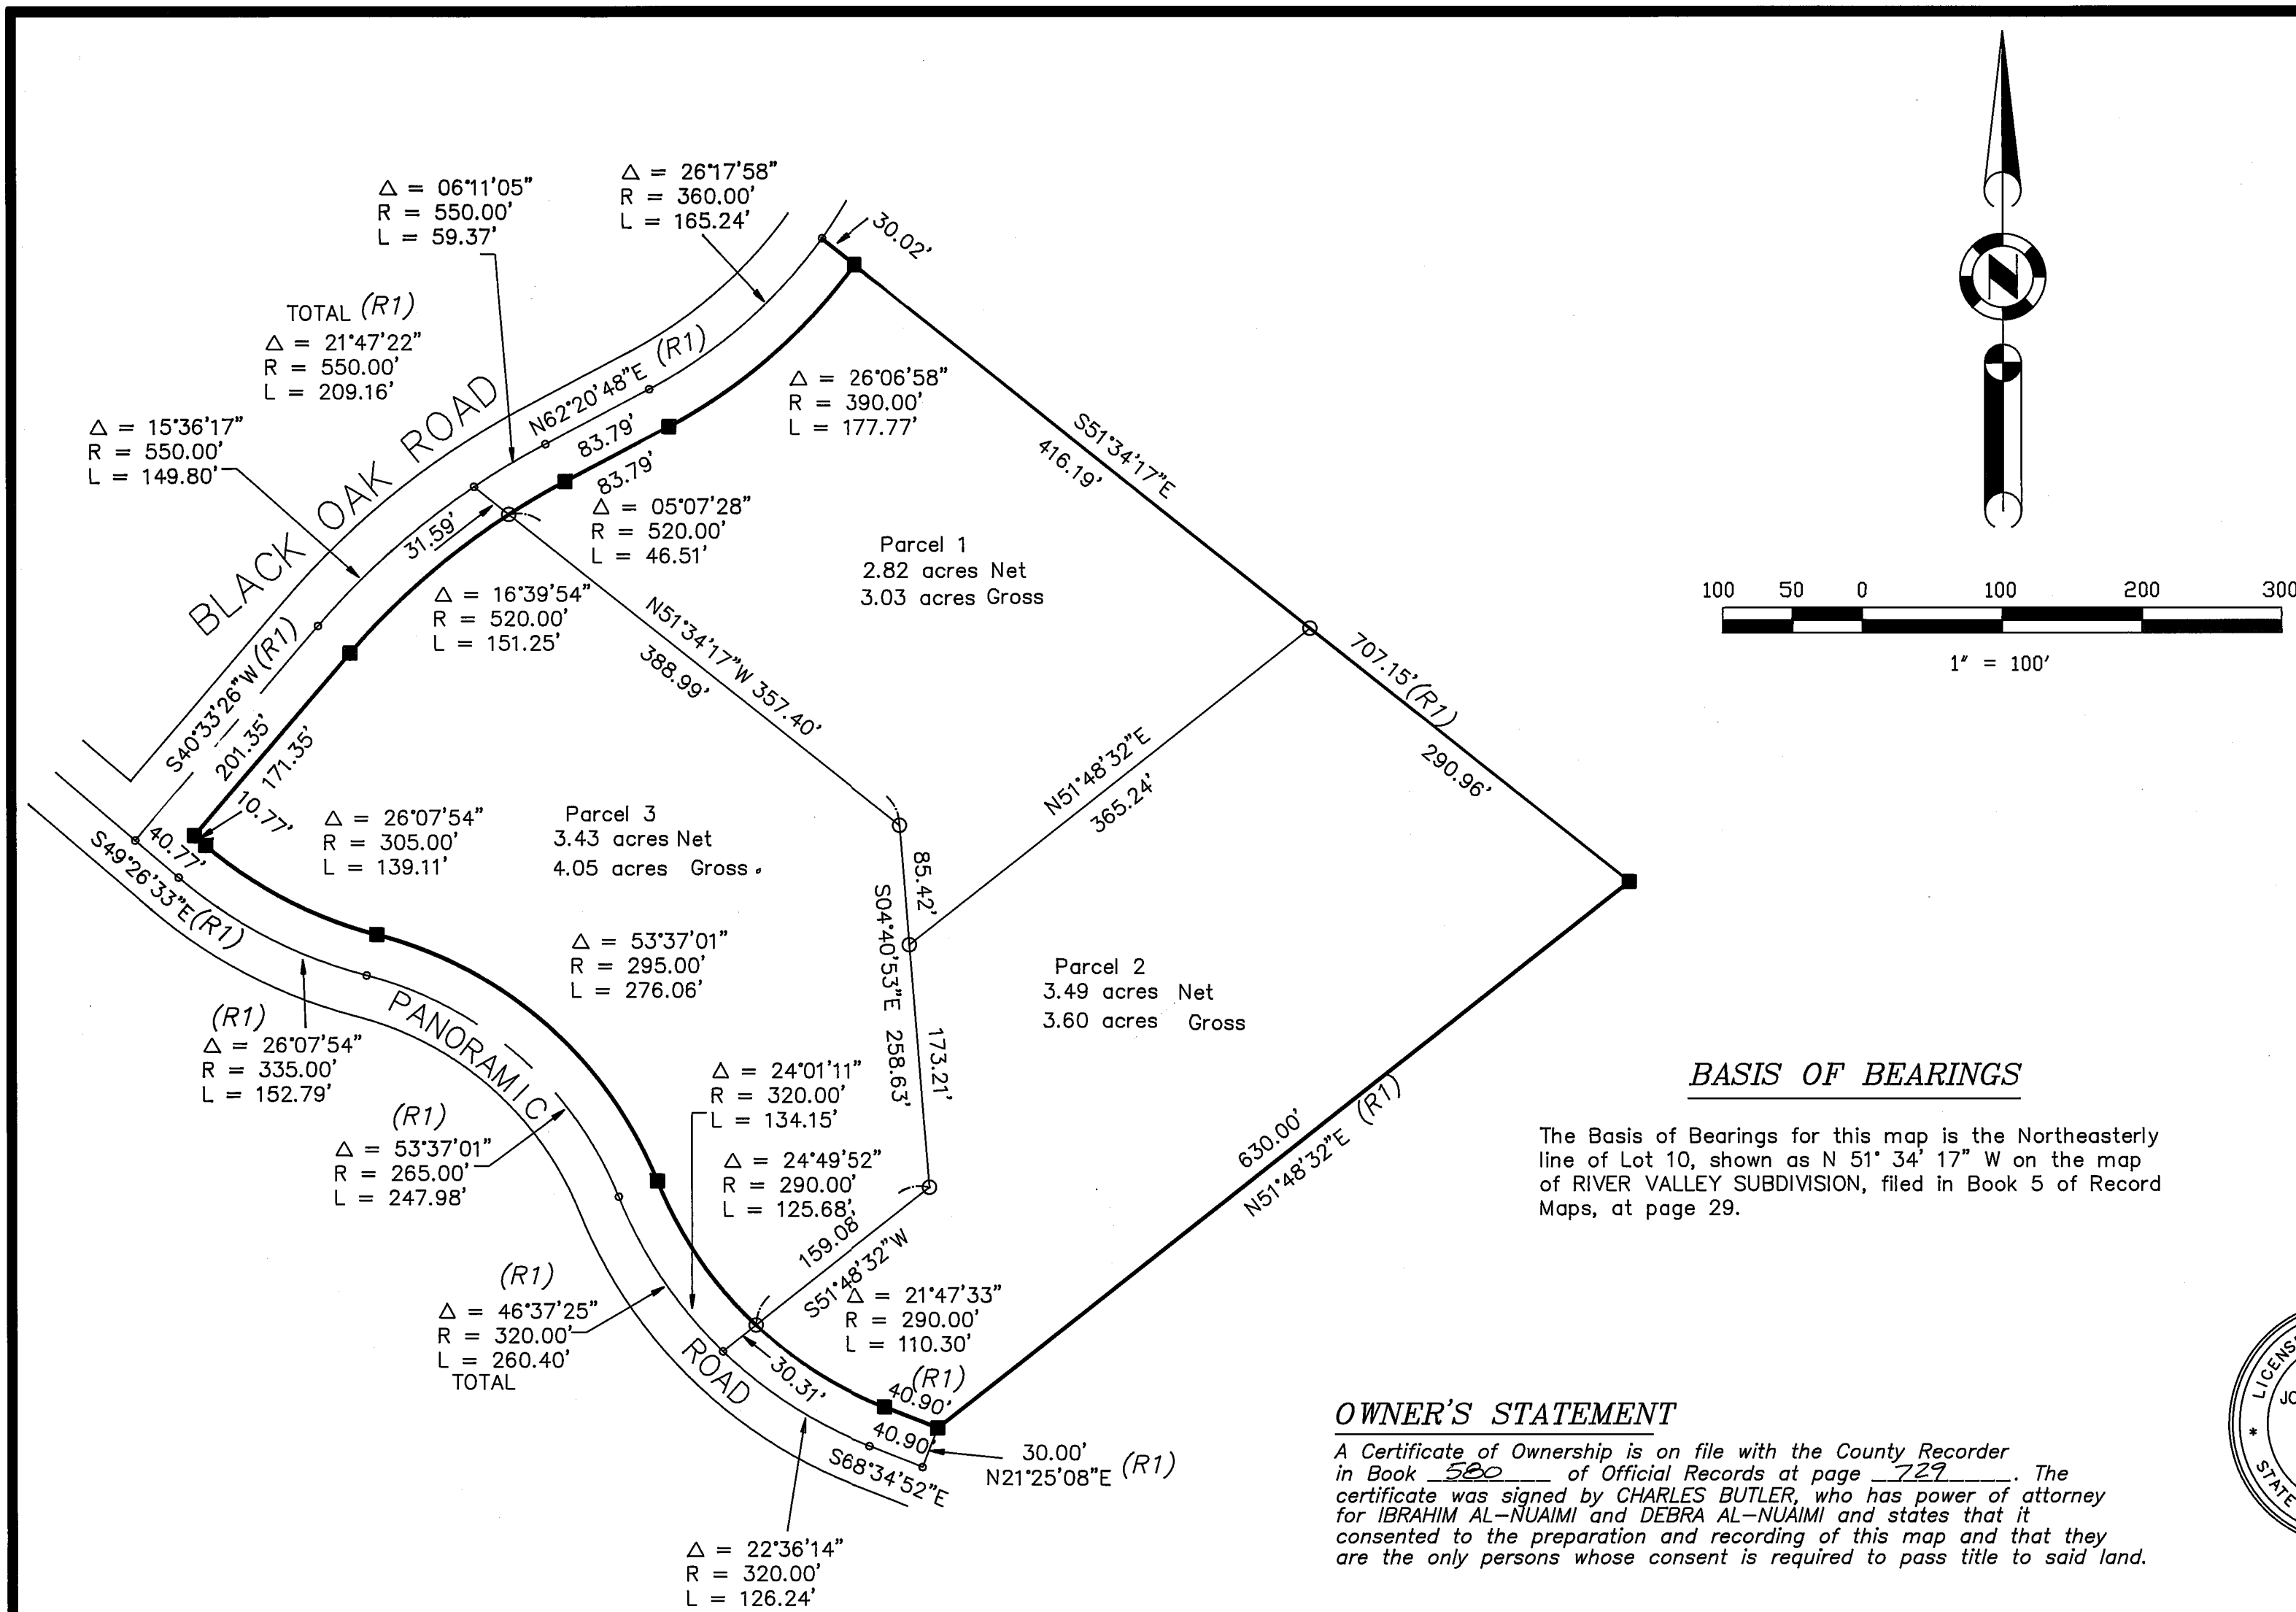 Δ = 26°17'58"
R = 360.00'
L = 165.24'
Δ = 06°11'05"
R = 550.00'
L = 59.37'
30.02'
TOTAL (R1)
Δ = 21°47'22"
R = 550.00'
L = 209.16'
Δ = 15°36'17"
R = 550.00'
L = 149.80'
BLACK OAK ROAD
N62°20'48"E (R1)
83.79'
83.79'
Δ = 26°06'58"
R = 390.00'
L = 177.77'
S51°34'17"E
416.19'
31.59'
Δ = 05°07'28"
R = 520.00'
L = 46.51'
Parcel 1
2.82 acres Net
3.03 acres Gross
Δ = 16°39'54"
R = 520.00'
L = 151.25'
N51°34'17"W 357.40'
388.99'
707.15' (R1)
290.96'
S40°33'26"W (R1)
201.35'
171.35'
10.77'
40.77'
S49°26'33"E (R1)
Δ = 26°07'54"
R = 305.00'
L = 139.11'
Parcel 3
3.43 acres Net
4.05 acres Gross
N51°48'32"E
365.24'
85.42'
S04°40'53"E 258.63'
173.21'
Δ = 53°37'01"
R = 295.00'
L = 276.06'
Parcel 2
3.49 acres Net
3.60 acres Gross
(R1)
Δ = 26°07'54"
R = 335.00'
L = 152.79'
PANORAMIC
ROAD
(R1)
Δ = 53°37'01"
R = 265.00'
L = 247.98'
Δ = 24°01'11"
R = 320.00'
L = 134.15'
Δ = 24°49'52"
R = 290.00'
L = 125.68'
159.08
S51°48'32"W
630.00'
N51°48'32"E (R1)
(R1)
Δ = 46°37'25"
R = 320.00'
L = 260.40'
TOTAL
Δ = 21°47'33"
R = 290.00'
L = 110.30'
30.31'
(R1)
40.90'
40.90'
S68°34'52"E
30.00'
N21°25'08"E (R1)
Δ = 22°36'14"
R = 320.00'
L = 126.24'
N
100 50 0 100 200 300
1" = 100'
BASIS OF BEARINGS
The Basis of Bearings for this map is the Northeasterly
line of Lot 10, shown as N 51° 34' 17" W on the map
of RIVER VALLEY SUBDIVISION, filed in Book 5 of Record
Maps, at page 29.
OWNER'S STATEMENT
A Certificate of Ownership is on file with the County Recorder
in Book 580 of Official Records at page 729. The
certificate was signed by CHARLES BUTLER, who has power of attorney
for IBRAHIM AL-NUAIMI and DEBRA AL-NUAIMI and states that it
consented to the preparation and recording of this map and that they
are the only persons whose consent is required to pass title to said land.
* STATE